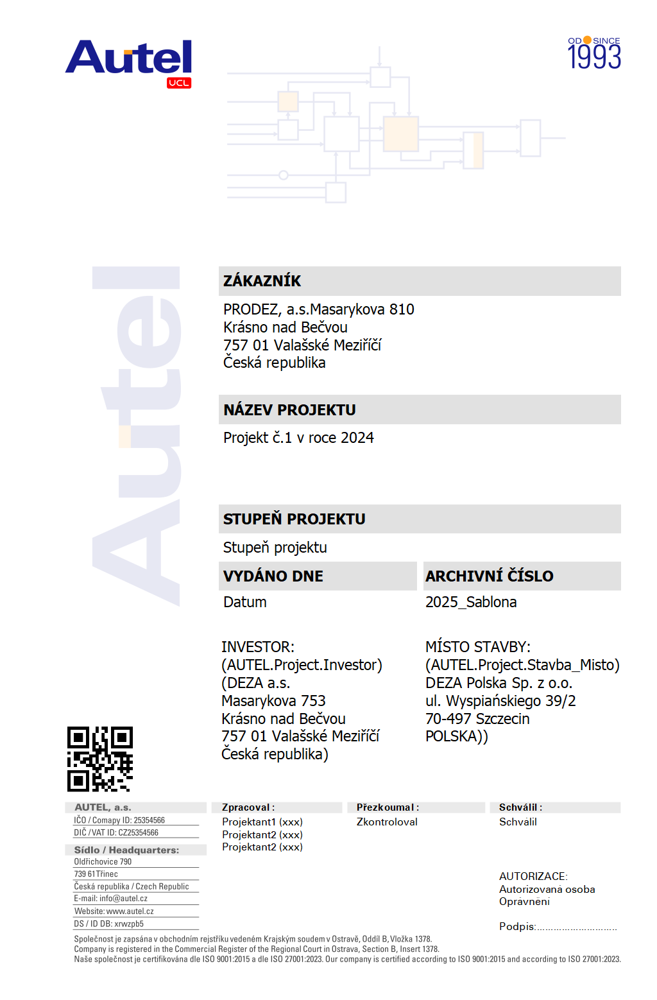 Autel
UCL
OD SINCE
1993
Autel
ZÁKAZNÍK
PRODEZ, a.s.Masarykova 810
Krásno nad Bečvou
757 01 Valašské Meziříčí
Česká republika
NÁZEV PROJEKTU
Projekt č.1 v roce 2024
STUPEŇ PROJEKTU
Stupeň projektu
VYDÁNO DNE
Datum
ARCHIVNÍ ČÍSLO
2025_Sablona
INVESTOR:
(AUTEL.Project.Investor)
(DEZA a.s.
Masarykova 753
Krásno nad Bečvou
757 01 Valašské Meziříčí
Česká republika)
MÍSTO STAVBY:
(AUTEL.Project.Stavba_Misto)
DEZA Polska Sp. z o.o.
ul. Wyspiańskiego 39/2
70-497 Szczecin
POLSKA))
AUTEL, a.s.
IČO / Comapy ID: 25354566
DIČ / VAT ID: CZ25354566
Sídlo / Headquarters:
Oldřichovice 790
739 61 Třinec
Česká republika / Czech Republic
E-mail: info@autel.cz
Website: www.autel.cz
DS / ID DB: xrwzpb5
Zpracoval :
Projektant1 (xxx)
Projektant2 (xxx)
Projektant2 (xxx)
Přezkoumal :
Zkontroloval
Schválil :
Schválil
AUTORIZACE:
Autorizovaná osoba
Oprávnění
Podpis:............................
Společnost je zapsána v obchodním rejstříku vedeném Krajským soudem v Ostravě, Oddíl B, Vložka 1378.
Company is registered in the Commercial Register of the Regional Court in Ostrava, Section B, Insert 1378.
Naše společnost je certifikována dle ISO 9001:2015 a dle ISO 27001:2023. Our company is certified according to ISO 9001:2015 and according to ISO 27001:2023.